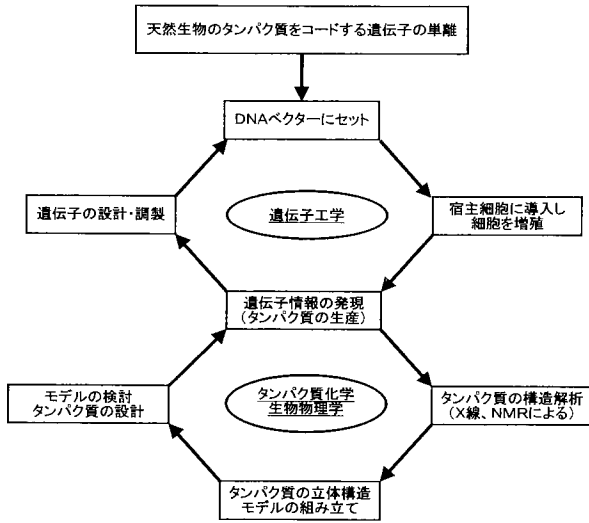 天然生物のタンパク質をコードする遺伝子の単離
DNAベクターにセット
遺伝子の設計・調製
遺伝子工学
宿主細胞に導入し
細胞を増殖
遺伝子情報の発現
(タンパク質の生産)
モデルの検討
タンパク質の設計
タンパク質化学
生物物理学
タンパク質の構造解析
(X線、NMRによる)
タンパク質の立体構造
モデルの組み立て